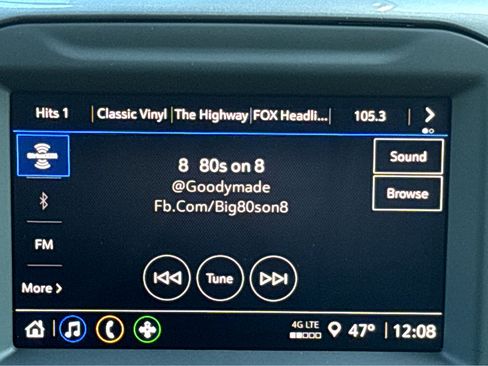 Hits 1 Classic Vinyl The Highway FOX Headli... 105.3
SiriusXM
Sound
8 80s on 8
@Goodymade
Browse
Fb.Com/Big80son8
FM
Tune
More
4G LTE 47° 12:08